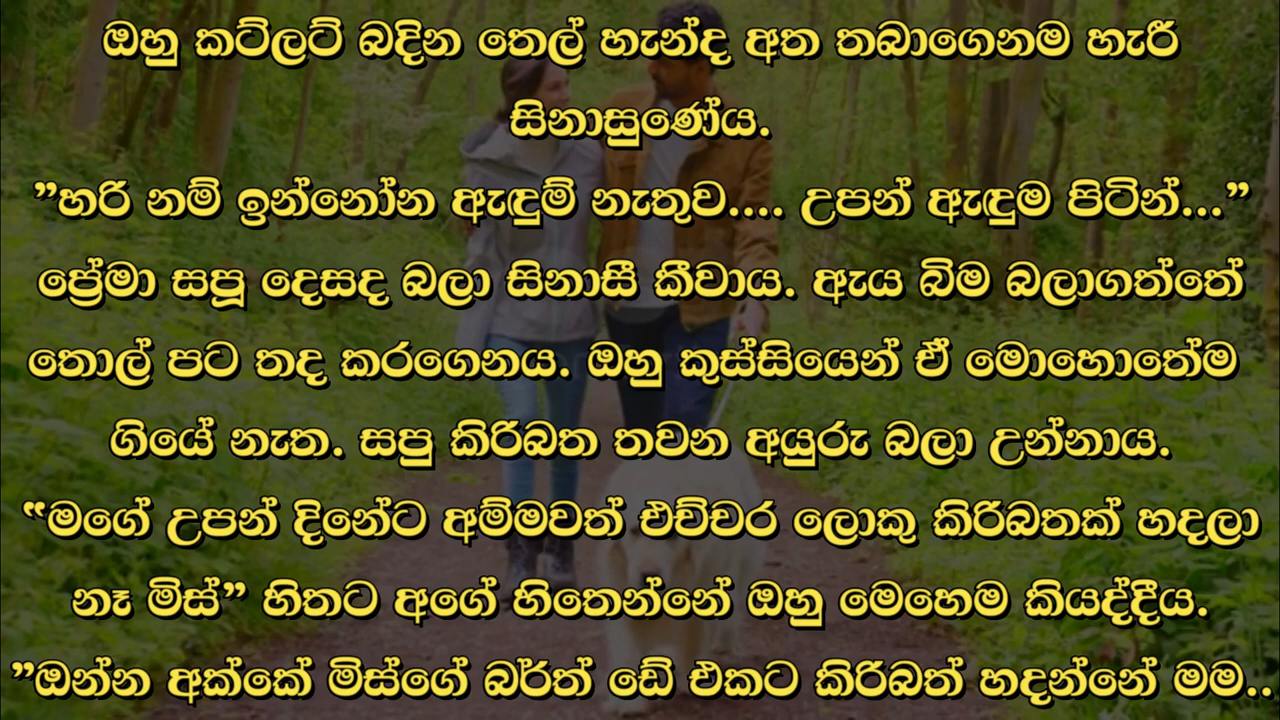 ඔහු කට්ලට් බදින තෙල් හැන්ද අත තබාගෙනම හැරී
සිනාසුණේය.
”හරි නම් ඉන්නෝන ඇඳුම් නැතුව.... උපන් ඇඳුම පිටින්...”
ප්‍රේමා සපූ දෙසද බලා සිනාසී කීවාය. ඇය බිම බලාගත්තේ
තොල් පට තද කරගෙනය. ඔහු කුස්සියෙන් ඒ මොහොතේම
ගියේ නැත. සපු කිරිබත තවන අයුරු බලා උන්නාය.
“මගේ උපන් දිනේට අම්මවත් එච්චර ලොකු කිරිබතක් හදලා
නෑ මිස්” හිතට අගේ හිතෙන්නේ ඔහු මෙහෙම කියද්දීය.
”ඔන්න අක්කේ මිස්ගේ බර්ත් ඩේ එකට කිරිබත් හදන්නේ මම..